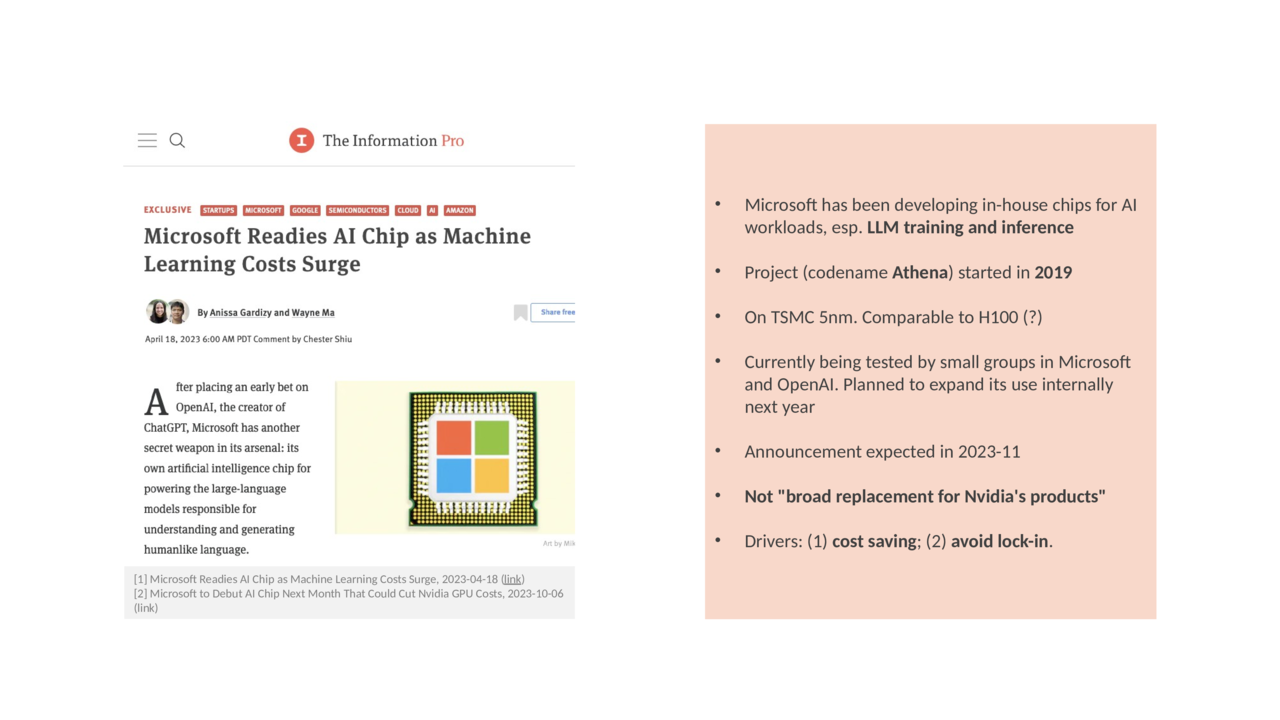 The Information Pro
EXCLUSIVE STARTUPS MICROSOFT GOOGLE SEMICONDUCTORS CLOUD AI AMAZON
Microsoft Readies AI Chip as Machine
Learning Costs Surge
By Anissa Gardizy and Wayne Ma
Share free
April 18, 2023 6:00 AM PDT Comment by Chester Shiu
After placing an early bet on
OpenAI, the creator of
ChatGPT, Microsoft has another
secret weapon in its arsenal: its
own artificial intelligence chip for
powering the large-language
models responsible for
understanding and generating
humanlike language.
Art by Mik
[1] Microsoft Readies AI Chip as Machine Learning Costs Surge, 2023-04-18 (link)
[2] Microsoft to Debut AI Chip Next Month That Could Cut Nvidia GPU Costs, 2023-10-06
(link)
• Microsoft has been developing in-house chips for AI
workloads, esp. LLM training and inference
• Project (codename Athena) started in 2019
• On TSMC 5nm. Comparable to H100 (?)
• Currently being tested by small groups in Microsoft
and OpenAI. Planned to expand its use internally
next year
• Announcement expected in 2023-11
• Not "broad replacement for Nvidia's products"
• Drivers: (1) cost saving; (2) avoid lock-in.